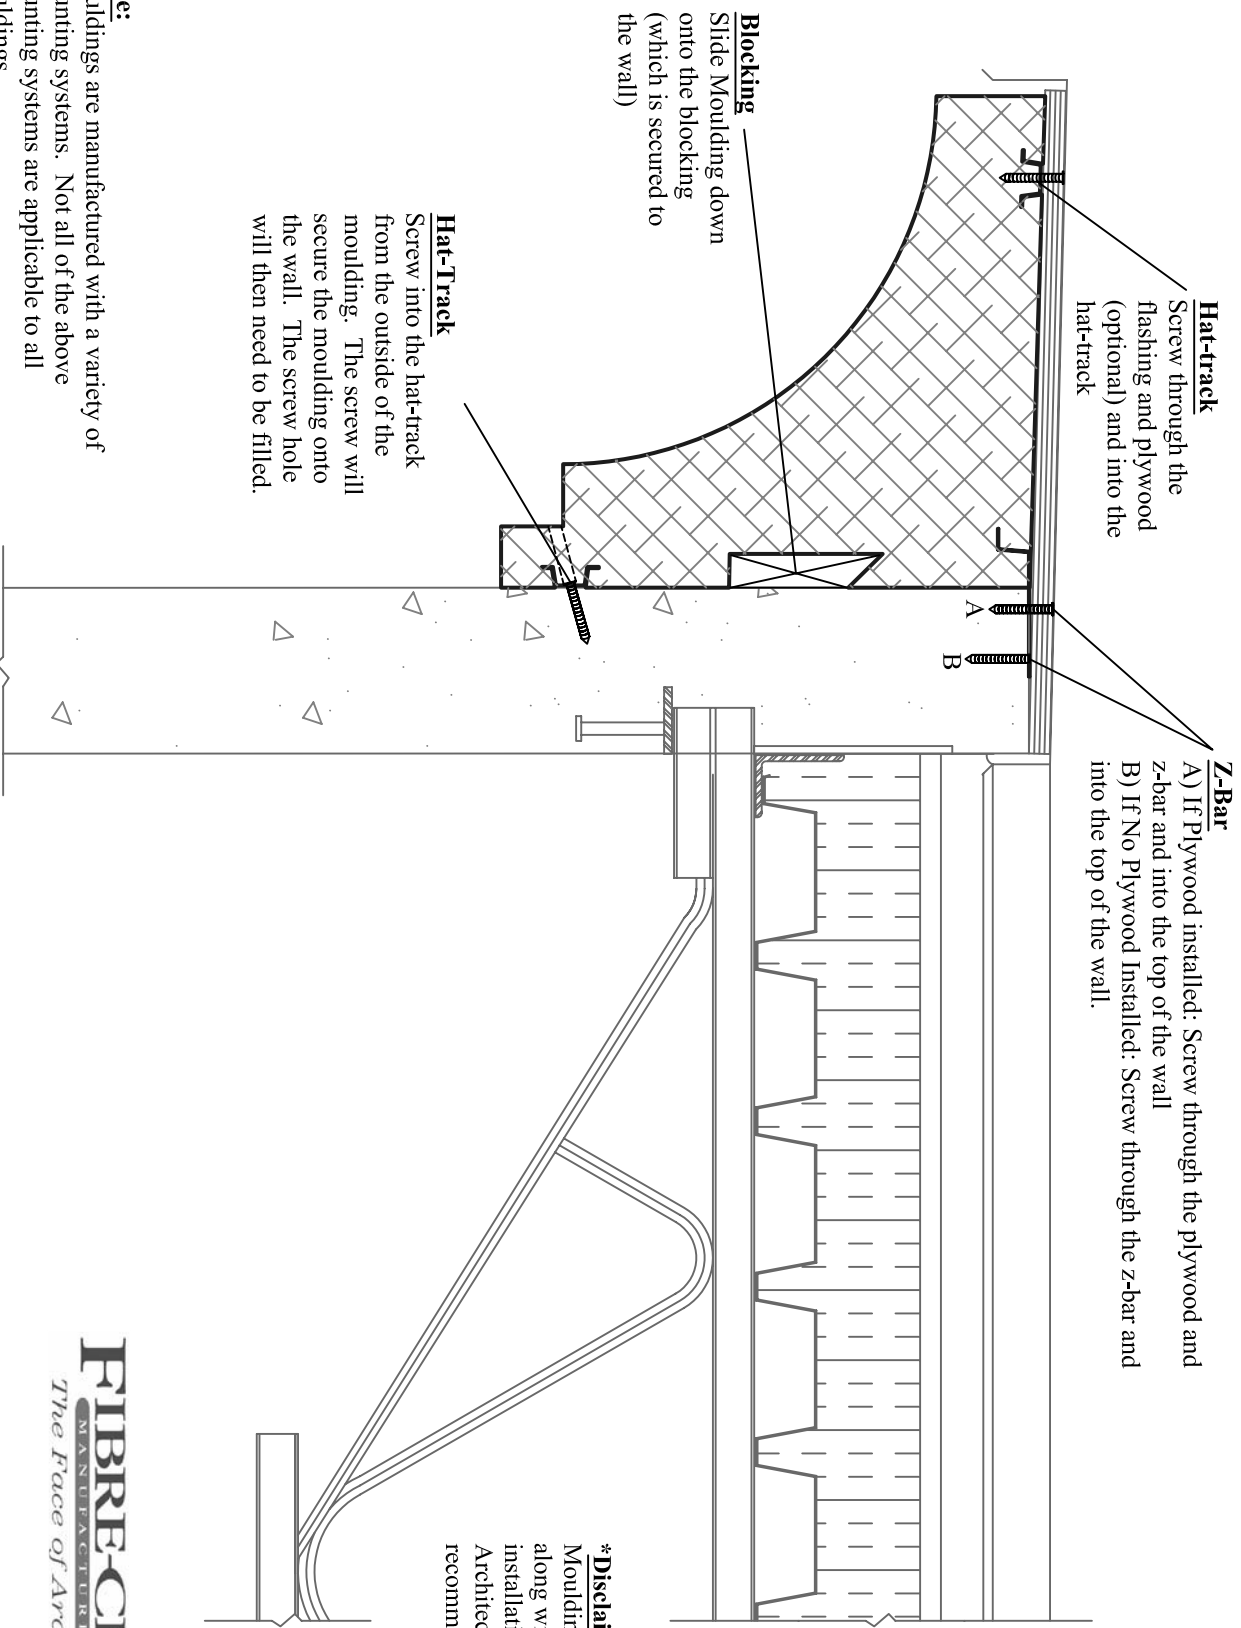 Z-Bar
A) If Plywood installed: Screw through the plywood and
z-bar and into the top of the wall
B) If No Plywood Installed: Screw through the z-bar and
into the top of the wall.
Hat-track
Screw through the
flashing and plywood
(optional) and into the
hat-track
A
B
Blocking
Slide Moulding down
onto the blocking
(which is secured to
the wall)
Hat-Track
Screw into the hat-track
from the outside of the
moulding. The screw will
secure the moulding onto
the wall. The screw hole
will then need to be filled.
e:
uldings are manufactured with a variety of
unting systems. Not all of the above
unting systems are applicable to all
*Disclai
Mouldin
along w
installati
Architec
recomm
FIBRE-C
MANUFACTUR
The Face of Arc